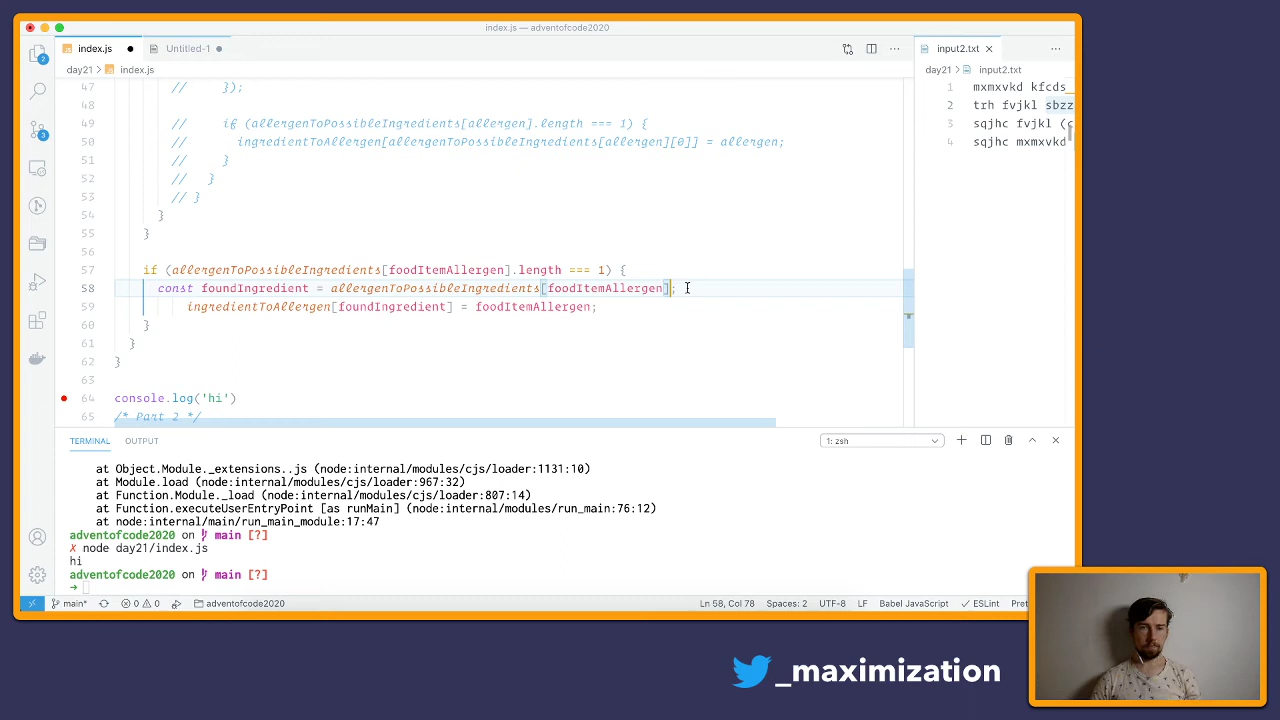 index.js — adventofcode2020
index.js
Untitled-1
input2.txt
day21 > index.js
day21 > input2.txt
47 // });
48
49 // if (allergenToPossibleIngredients[allergen].length === 1) {
50 // ingredientToAllergen[allergenToPossibleIngredients[allergen][0]] = allergen;
51 // }
52 // }
53 // }
54 }
55 }
56
57 if (allergenToPossibleIngredients[foodItemAllergen].length === 1) {
58 const foundIngredient = allergenToPossibleIngredients[foodItemAllergen];
59 ingredientToAllergen[foundIngredient] = foodItemAllergen;
60 }
61 }
62 }
63
64 console.log('hi')
65 /* Part 2 */
1 mxmxvkd kfcds
2 trh fvjkl sbzz
3 sqjhc fvjkl (c
4 sqjhc mxmxvkd
2
3
TERMINAL
OUTPUT
1: zsh
at Object.Module._extensions..js (node:internal/modules/cjs/loader:1131:10)
at Module.load (node:internal/modules/cjs/loader:967:32)
at Function.Module._load (node:internal/modules/cjs/loader:807:14)
at Function.executeUserEntryPoint [as runMain] (node:internal/modules/run_main:76:12)
at node:internal/main/run_main_module:17:47
adventofcode2020 on main [?]
✗ node day21/index.js
hi
adventofcode2020 on main [?]
→
main* 0 0 adventofcode2020
Ln 58, Col 78 Spaces: 2 UTF-8 LF Babel JavaScript ESLint Pret
_maximization